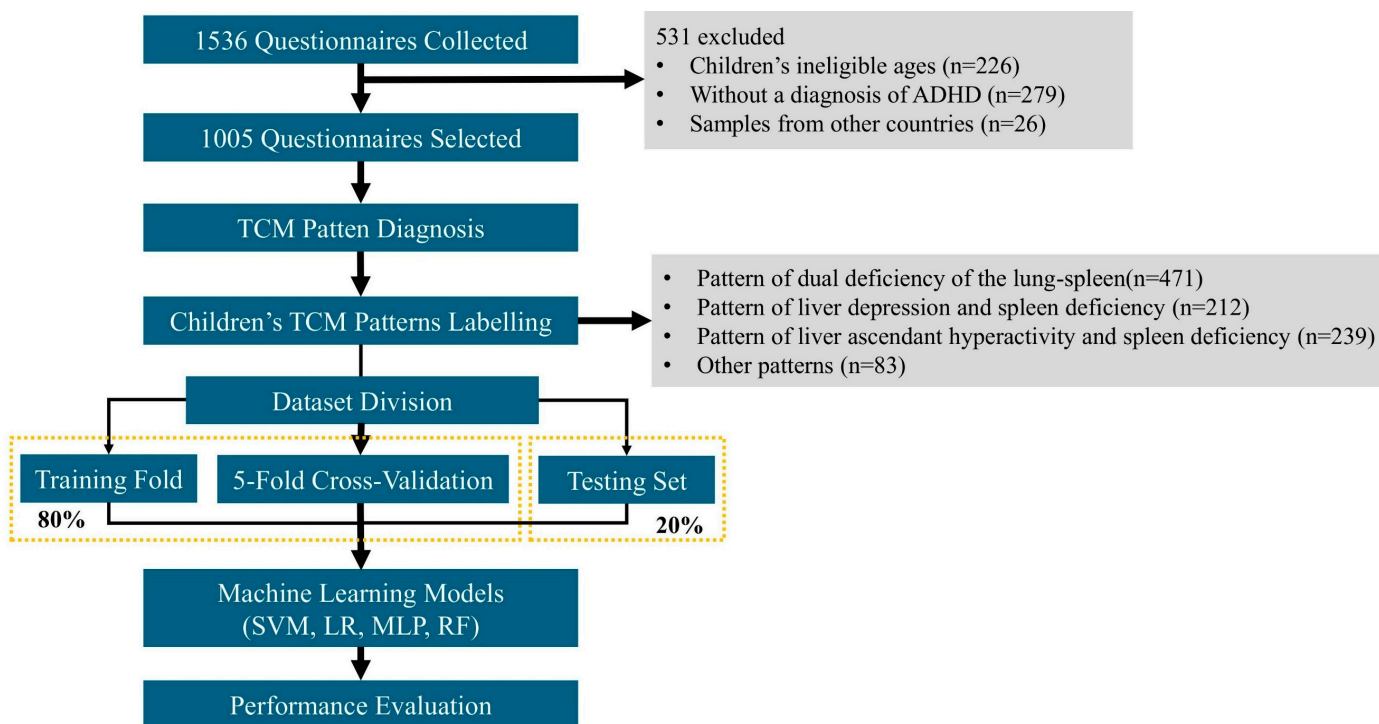 1536 Questionnaires Collected
531 excluded
• Children’s ineligible ages (n=226)
• Without a diagnosis of ADHD (n=279)
• Samples from other countries (n=26)
1005 Questionnaires Selected
TCM Patten Diagnosis
Children’s TCM Patterns Labelling
• Pattern of dual deficiency of the lung-spleen(n=471)
• Pattern of liver depression and spleen deficiency (n=212)
• Pattern of liver ascendant hyperactivity and spleen deficiency (n=239)
• Other patterns (n=83)
Dataset Division
Training Fold
5-Fold Cross-Validation
Testing Set
80%
20%
Machine Learning Models
(SVM, LR, MLP, RF)
Performance Evaluation